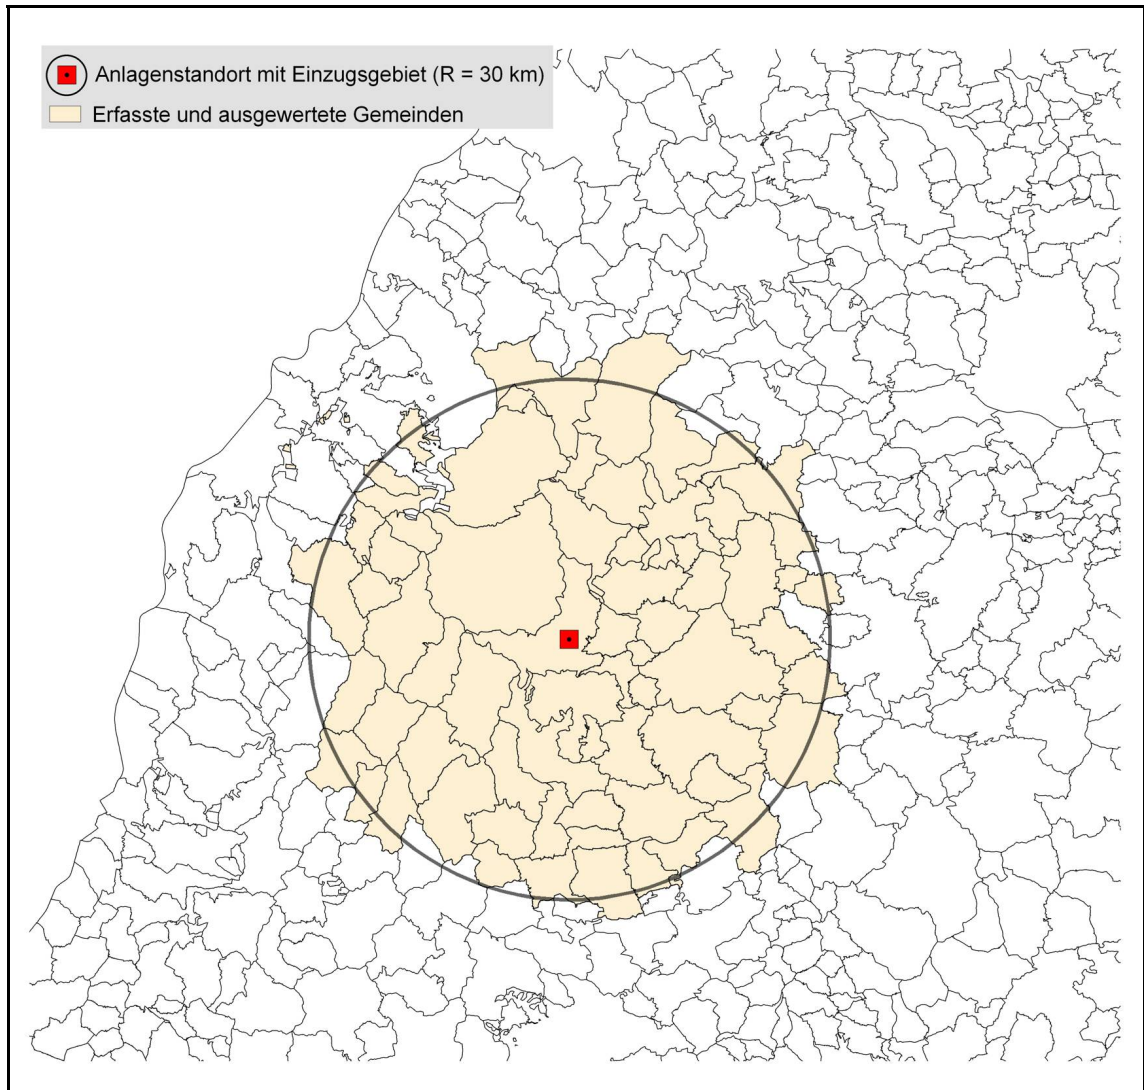 Anlagenstandort mit Einzugsgebiet (R = 30 km)
Erfasste und ausgewertete Gemeinden